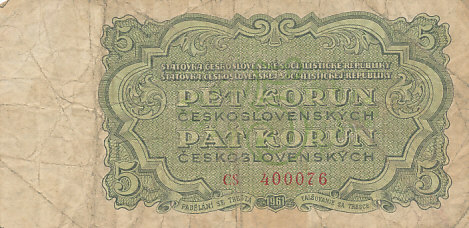 5 5
STÁTOVKA ČESKOSLOVENSKÉ SOCIALISTICKÉ REPUBLIKY
ŠTÁTOVKA ČESKOSLOVENSKEJ SOCIALISTICKEJ REPUBLIKY
PĚT KORUN
ČESKOSLOVENSKÝCH
PÄŤ KORÚN
ČESKOSLOVENSKÝCH
CS 400076
5 5
PADĚLÁNÍ SE TRESTÁ 1961 FALŠOVANIE SA TRESCE